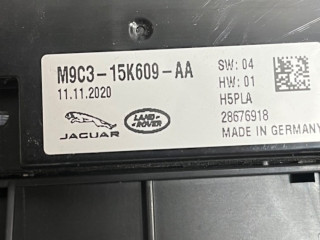 M9C3-15K609-AA
11.11.2020
SW: 04
HW: 01
H5PLA
28676918
MADE IN GERMANY
JAGUAR
LAND-
ROVER